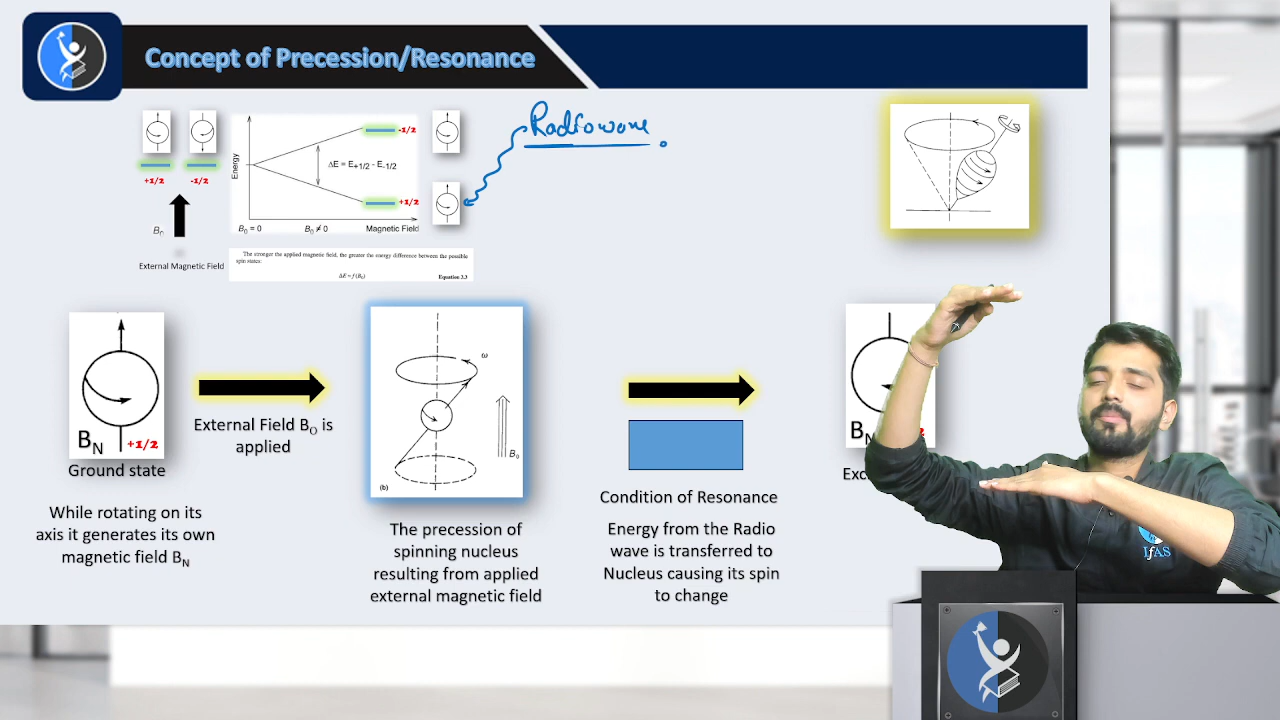 Concept of Precession/Resonance
Radiowave
+1/2
-1/2
B₀
External Magnetic Field
Energy
-1/2
ΔE = E+1/2 - E-1/2
+1/2
B₀ = 0
B₀ ≠ 0
Magnetic Field
The stronger the applied magnetic field, the greater the energy difference between the possible
spin states:
ΔE = f (B₀)
Equation 2.3
BN
+1/2
Ground state
While rotating on its
axis it generates its own
magnetic field BN
External Field BO is
applied
ω
B₀
(b)
The precession of
spinning nucleus
resulting from applied
external magnetic field
Condition of Resonance
Energy from the Radio
wave is transferred to
Nucleus causing its spin
to change
IFAS